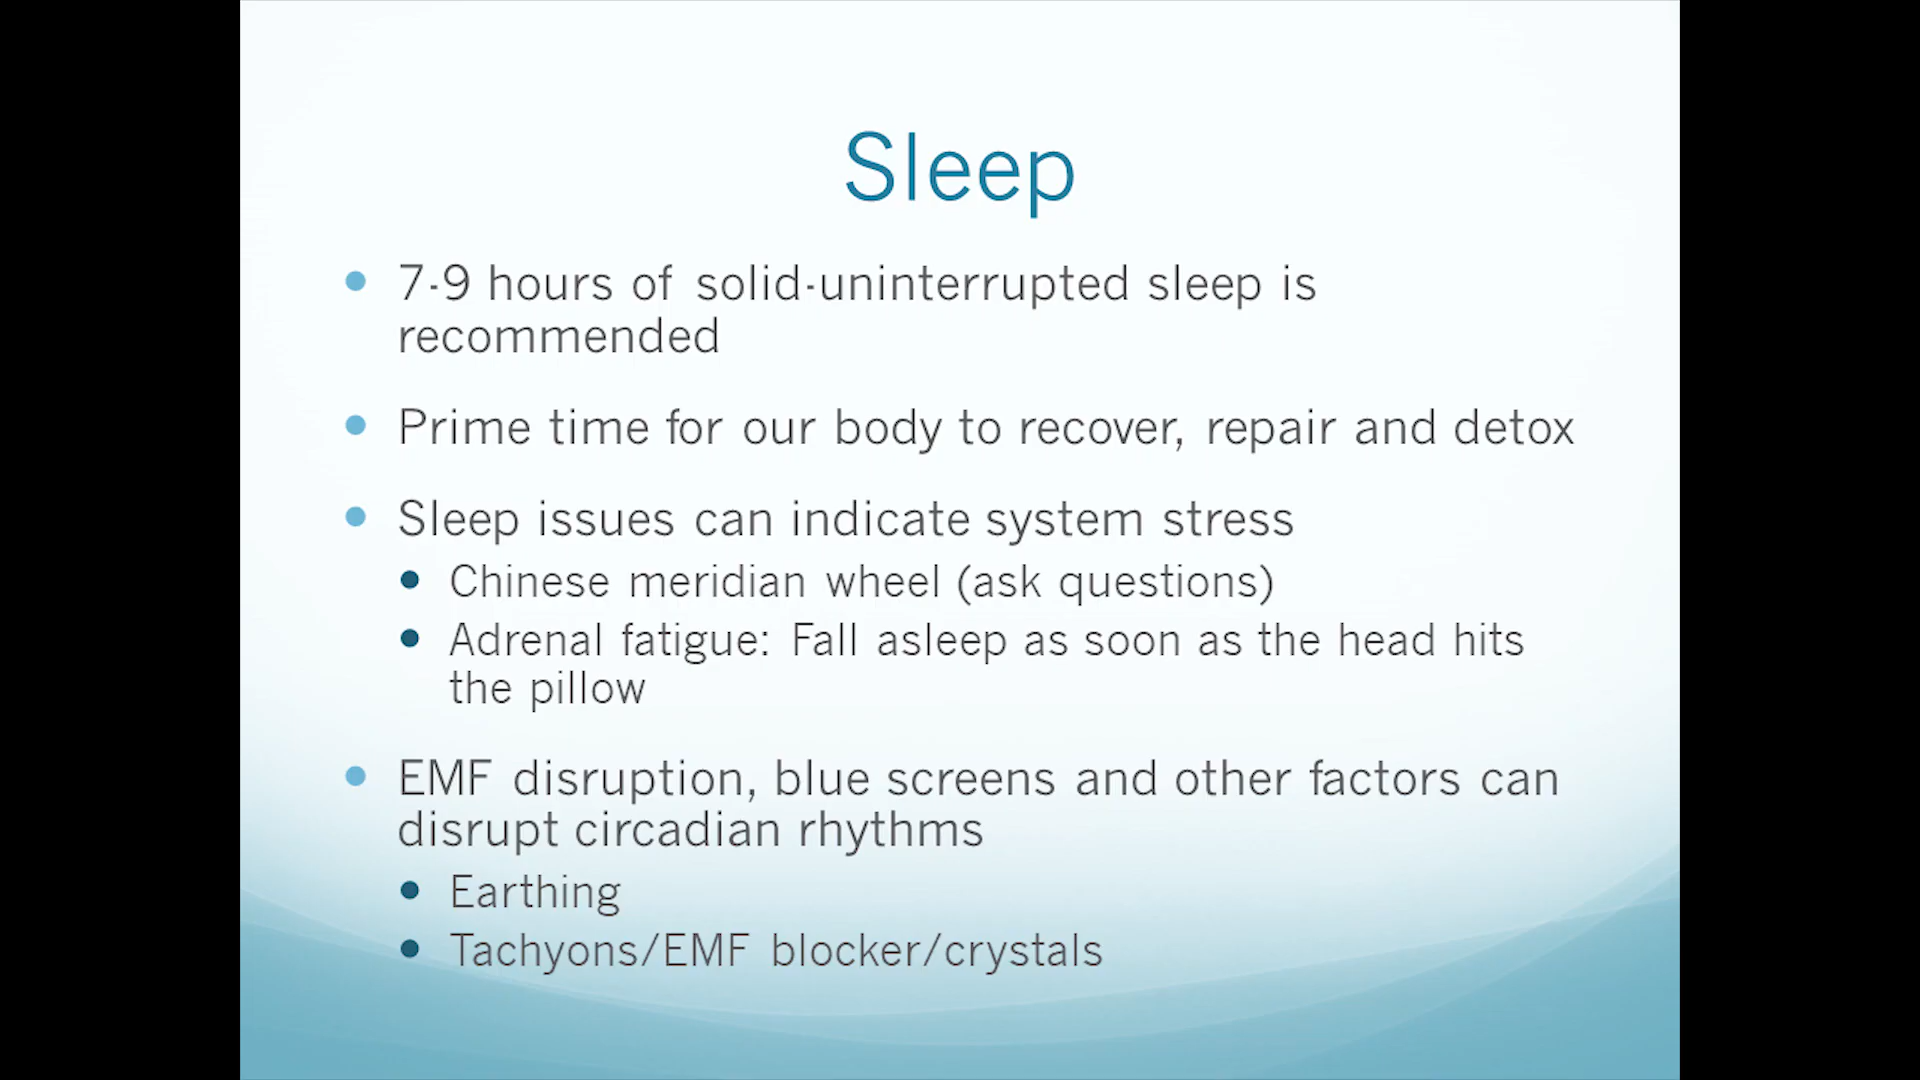 Sleep
7-9 hours of solid-uninterrupted sleep is
recommended
Prime time for our body to recover, repair and detox
Sleep issues can indicate system stress
Chinese meridian wheel (ask questions)
Adrenal fatigue: Fall asleep as soon as the head hits
the pillow
EMF disruption, blue screens and other factors can
disrupt circadian rhythms
Earthing
Tachyons/EMF blocker/crystals